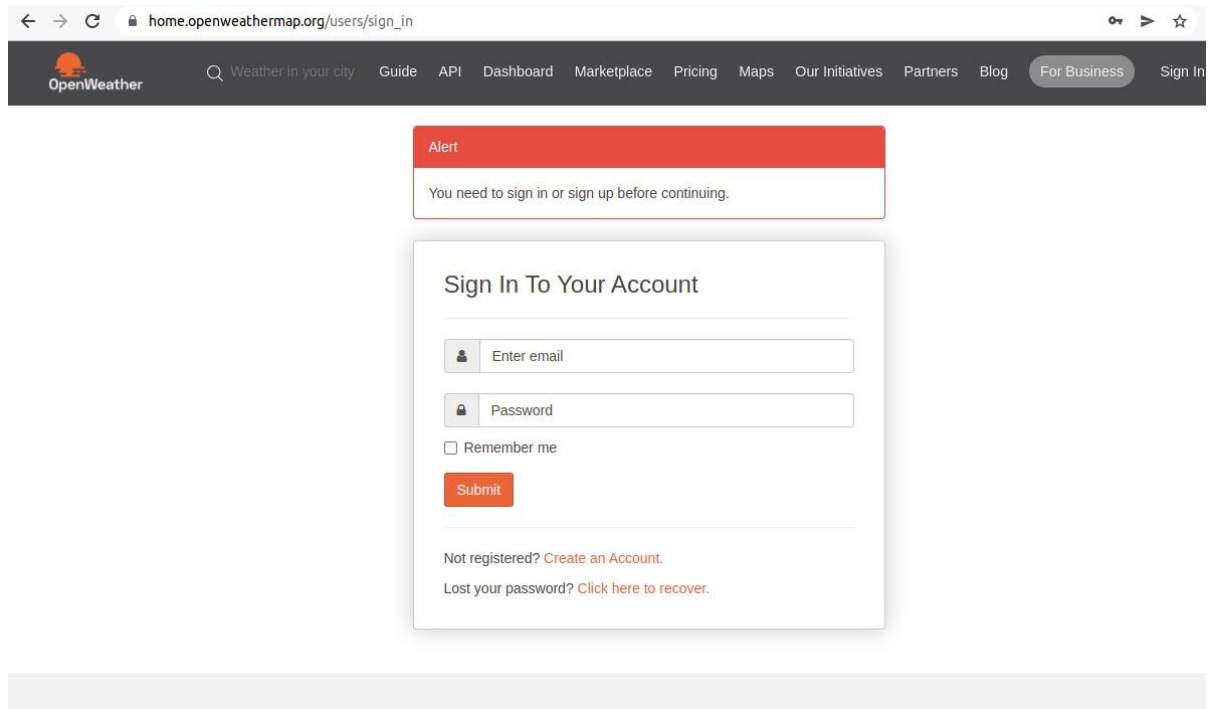 home.openweathermap.org/users/sign_in
OpenWeather
Weather in your city Guide API Dashboard Marketplace Pricing Maps Our Initiatives Partners Blog For Business Sign In
Alert
You need to sign in or sign up before continuing.
Sign In To Your Account
Enter email
Password
Remember me
Submit
Not registered? Create an Account.
Lost your password? Click here to recover.